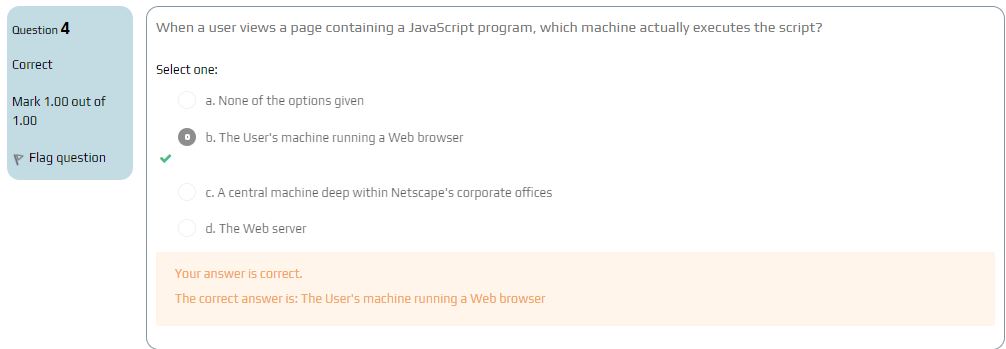 Question 4
Correct
Mark 1.00 out of
1.00
Flag question
When a user views a page containing a JavaScript program, which machine actually executes the script?
Select one:
a. None of the options given
b. The User's machine running a Web browser
c. A central machine deep within Netscape's corporate offices
d. The Web server
Your answer is correct.
The correct answer is: The User's machine running a Web browser